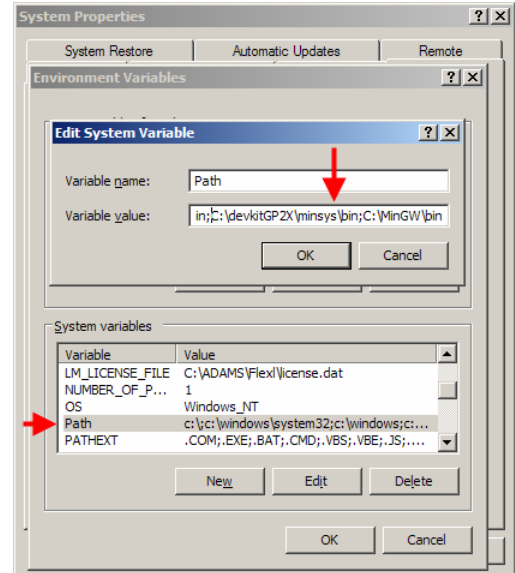 System Properties
System Restore Automatic Updates Remote
Environment Variables
Edit System Variable
Variable name: Path
Variable value: in;C:\devkitGP2X\minsys\bin;C:\MinGW\bin
OK Cancel
System variables
Variable Value
LM_LICENSE_FILE C:\ADAMS\Flexl\license.dat
NUMBER_OF_P... 1
OS Windows_NT
Path c:\;c:\windows\system32;c:\windows;c:...
PATHEXT .COM;.EXE;.BAT;.CMD;.VBS;.VBE;.JS;....
New Edit Delete
OK Cancel